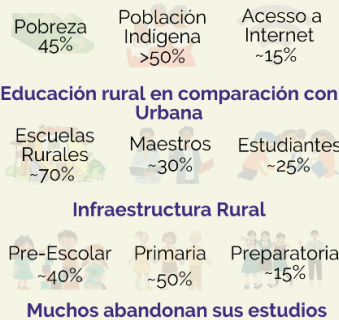 Pobreza
45%
Población
Indígena
>50%
Acceso a
Internet
~15%
Educación rural en comparación con
Urbana
Escuelas
Rurales
~70%
Maestros
~30%
Estudiantes
~25%
Infraestructura Rural
Pre-Escolar
~40%
Primaria
~50%
Preparatoria
~15%
Muchos abandonan sus estudios